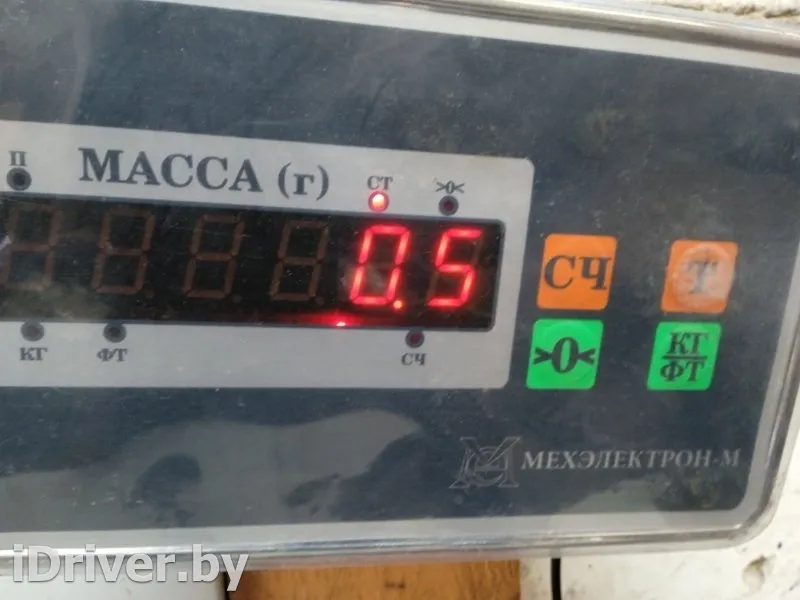 П
МАССА (г)
СТ
>0<
0.5
СЧ
Т
КГ
ФТ
СЧ
>0<
КГ
ФТ
МЕХЭЛЕКТРОН-М
iDriver.by